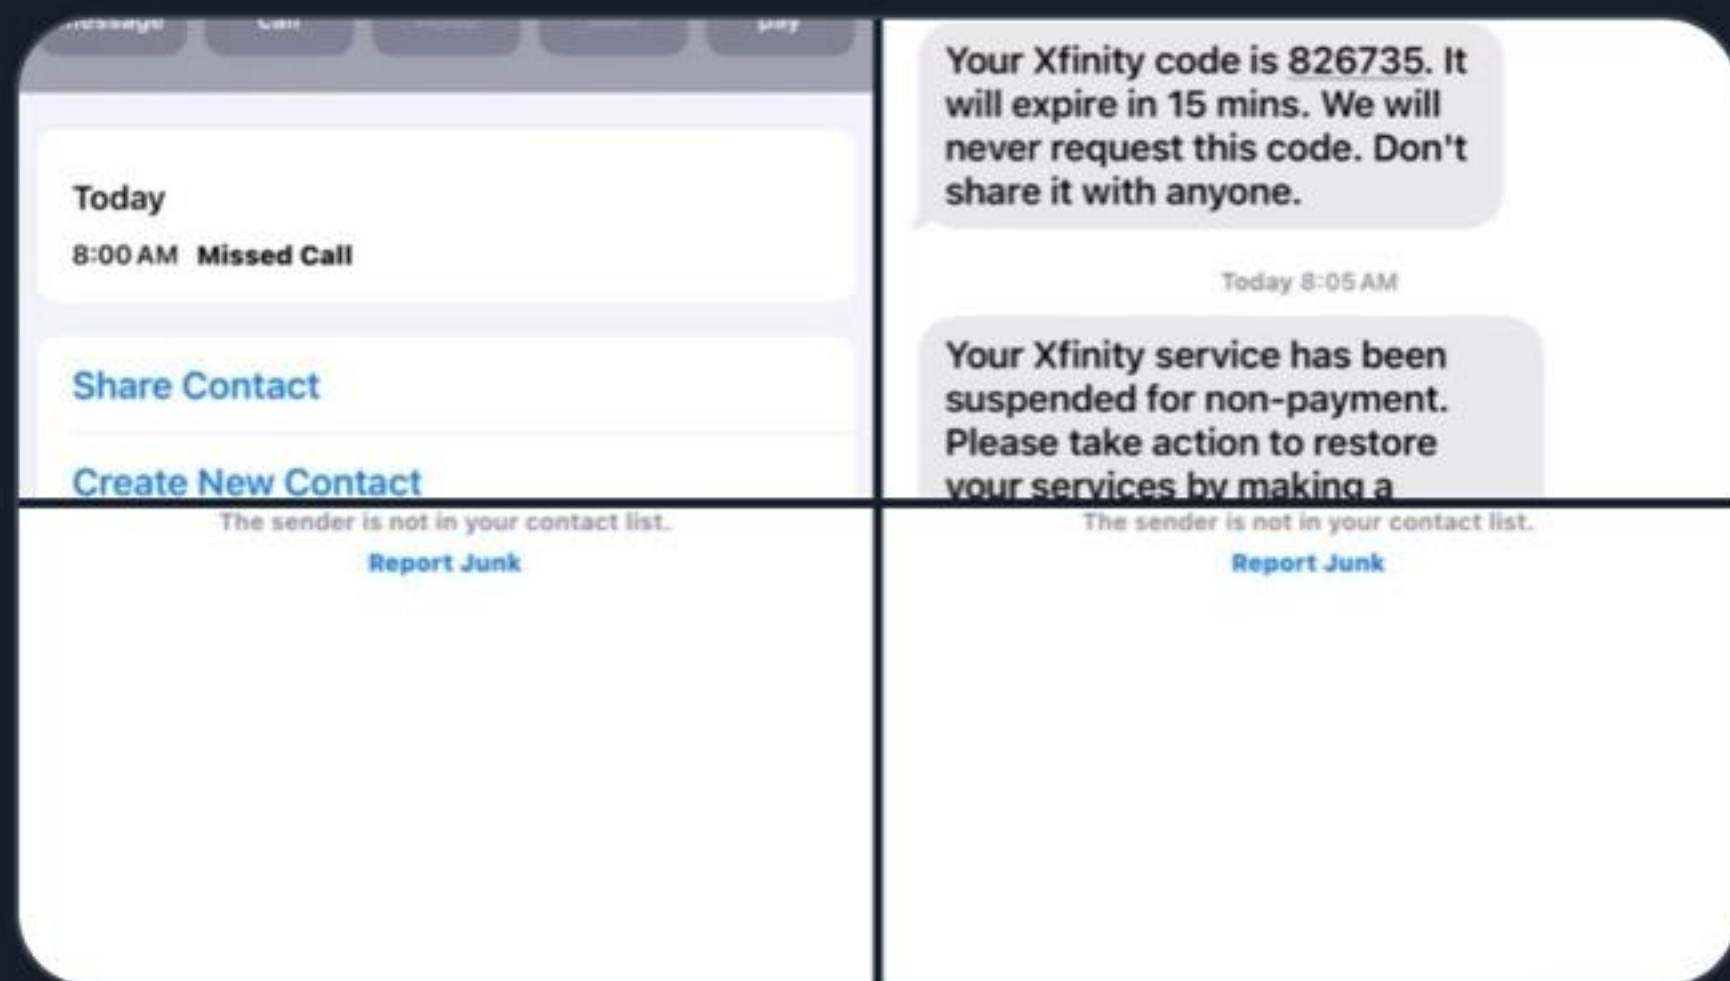 message
call
pay
Today
8:00 AM Missed Call
Share Contact
Create New Contact
Your Xfinity code is 826735. It
will expire in 15 mins. We will
never request this code. Don't
share it with anyone.
Today 8:05 AM
Your Xfinity service has been
suspended for non-payment.
Please take action to restore
your services by making a
The sender is not in your contact list.
Report Junk
The sender is not in your contact list.
Report Junk